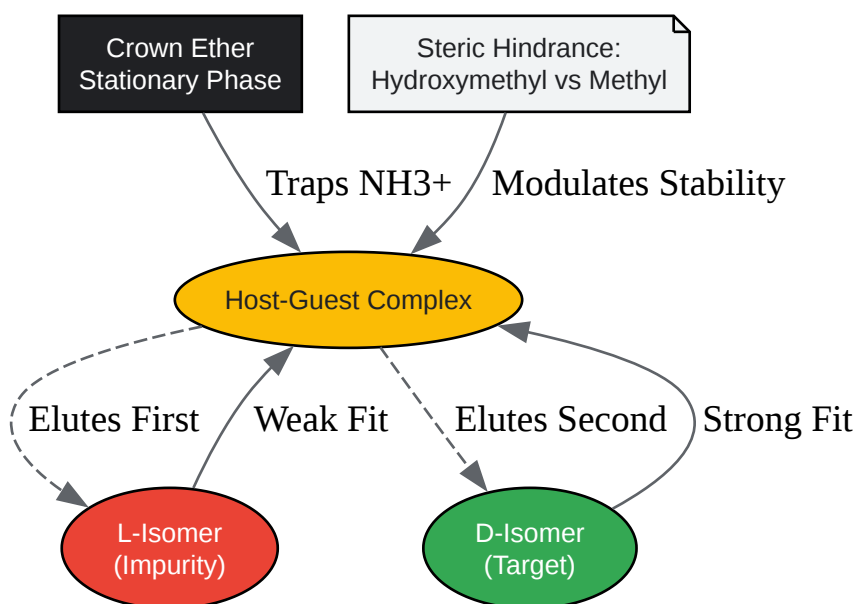 Crown Ether
Stationary Phase
Steric Hindrance:
Hydroxymethyl vs Methyl
Traps NH3+
Modulates Stability
Host-Guest Complex
Elutes First
Weak Fit
Elutes Second
Strong Fit
L-Isomer
(Impurity)
D-Isomer
(Target)